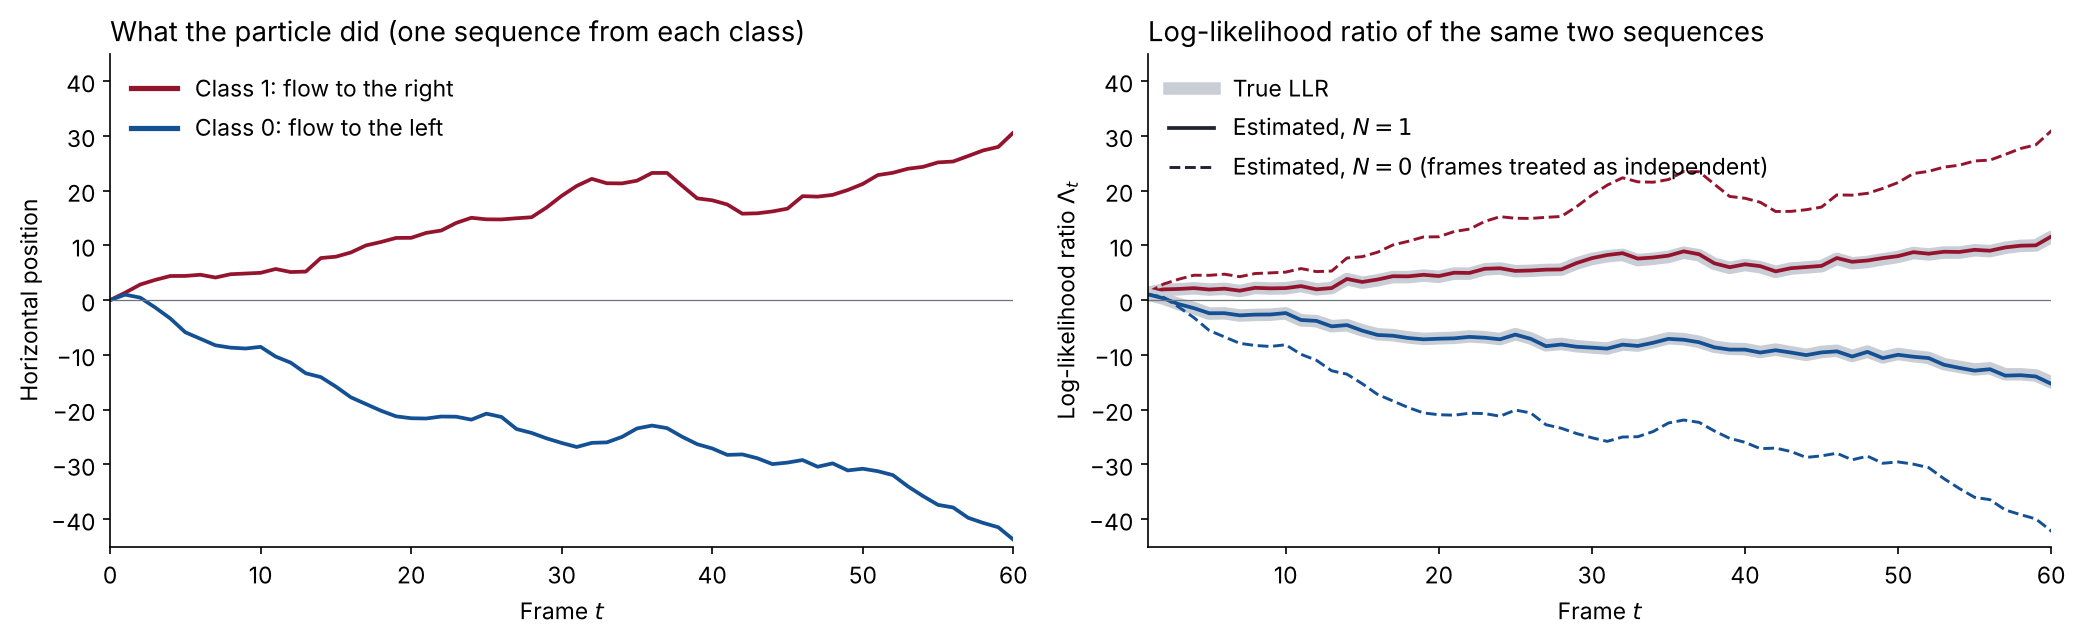 What the particle did (one sequence from each class)
Class 1: flow to the right
Class 0: flow to the left
Horizontal position
40
30
20
10
0
−10
−20
−30
−40
0 10 20 30 40 50 60
Frame t
Log-likelihood ratio of the same two sequences
True LLR
Estimated, N = 1
Estimated, N = 0 (frames treated as independent)
Log-likelihood ratio Λt
40
30
20
10
0
−10
−20
−30
−40
10 20 30 40 50 60
Frame t